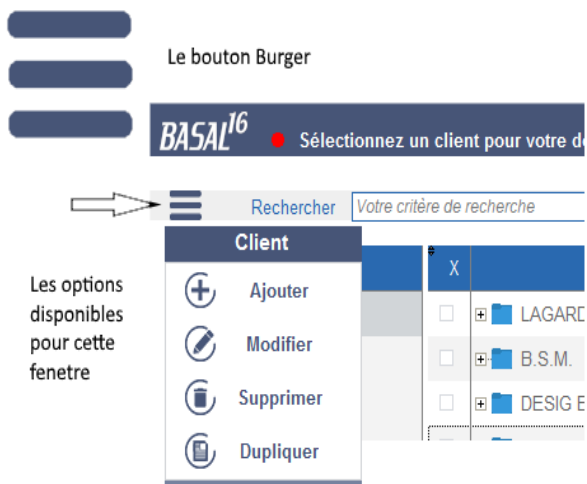 Le bouton Burger
BASAL16
Sélectionnez un client pour votre d
Rechercher
Votre critère de recherche
Client
X
Les options
disponibles
pour cette
fenetre
Ajouter
Modifier
Supprimer
Dupliquer
LAGARD
B.S.M.
DESIG E